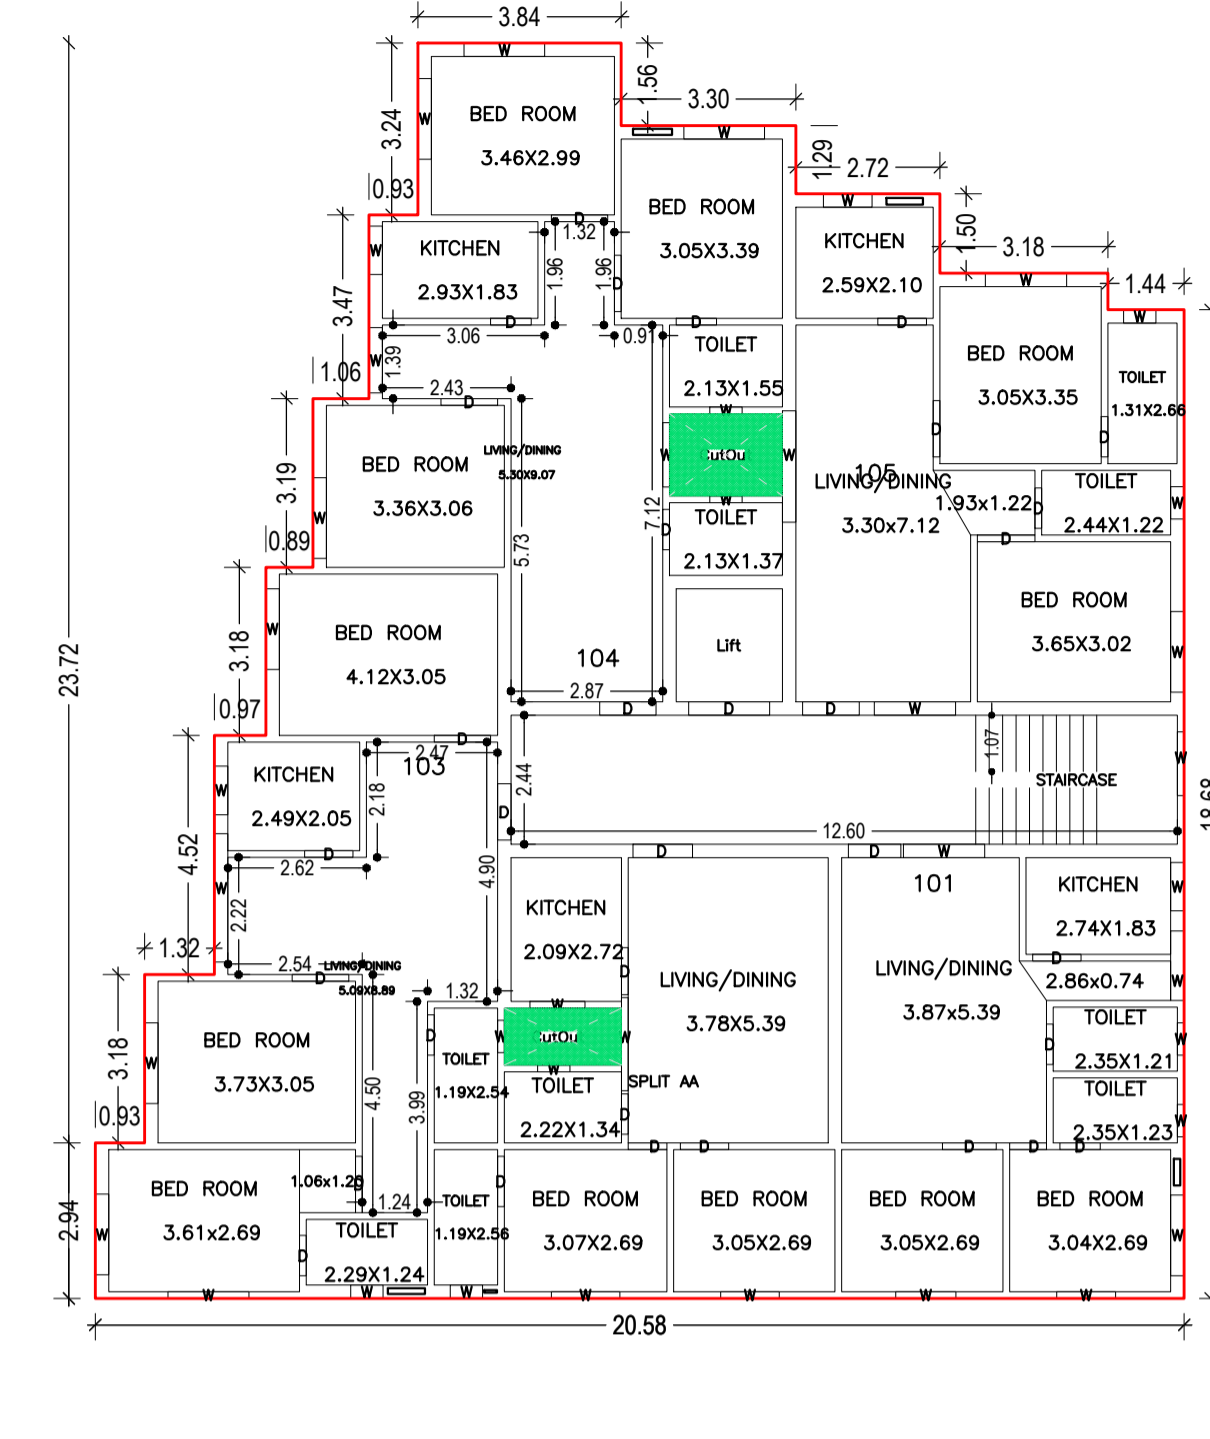 3.84
1.56
3.30
W
3.24
W
BED ROOM
3.46X2.99
W
1.29
2.72
0.93
W
1.50
BED ROOM
3.05X3.39
D
1.32
KITCHEN
2.93X1.83
W
1.96
1.96
D
KITCHEN
2.59X2.10
3.18
W
1.44
W
3.47
D
3.06
0.91
D
D
W
1.39
TOILET
2.13X1.55
BED ROOM
3.05X3.35
TOILET
1.31X2.66
1.06
2.43
D
W
D
D
LIVING/DINING
5.30X9.07
W
CutOu
W
BED ROOM
3.36X3.06
3.19
105
LIVING/DINING
3.30x7.12
1.93x1.22
TOILET
2.44X1.22
W
W
7.12
D
TOILET
2.13X1.37
D
D
W
0.89
5.73
BED ROOM
3.65X3.02
W
BED ROOM
4.12X3.05
W
3.18
23.72
Lift
104
2.87
0.97
D
D
D
W
D
2.47
103
1.07
W
KITCHEN
2.49X2.05
W
2.18
2.44
STAIRCASE
18.68
D
12.60
4.52
D
2.62
D
D
W
4.90
W
101
KITCHEN
2.74X1.83
W
2.22
KITCHEN
2.09X2.72
1.32
2.54
LIVING/DINING
5.09X8.89
D
D
LIVING/DINING
3.78X5.39
LIVING/DINING
3.87x5.39
D
2.86x0.74
W
1.32
W
BED ROOM
3.73X3.05
W
3.18
D
TOILET
1.19X2.54
W
CutOu
W
W
TOILET
2.22X1.34
D
SPLIT AA
D
TOILET
2.35X1.21
W
TOILET
2.35X1.23
W
4.50
3.99
0.93
D
D
D
D
D
2.94
BED ROOM
3.61x2.69
W
1.06x1.20
D
1.24
TOILET
1.19X2.56
D
BED ROOM
3.07X2.69
BED ROOM
3.05X2.69
BED ROOM
3.05X2.69
BED ROOM
3.04X2.69
W
D
TOILET
2.29X1.24
W
W
W
W
W
W
W
20.58